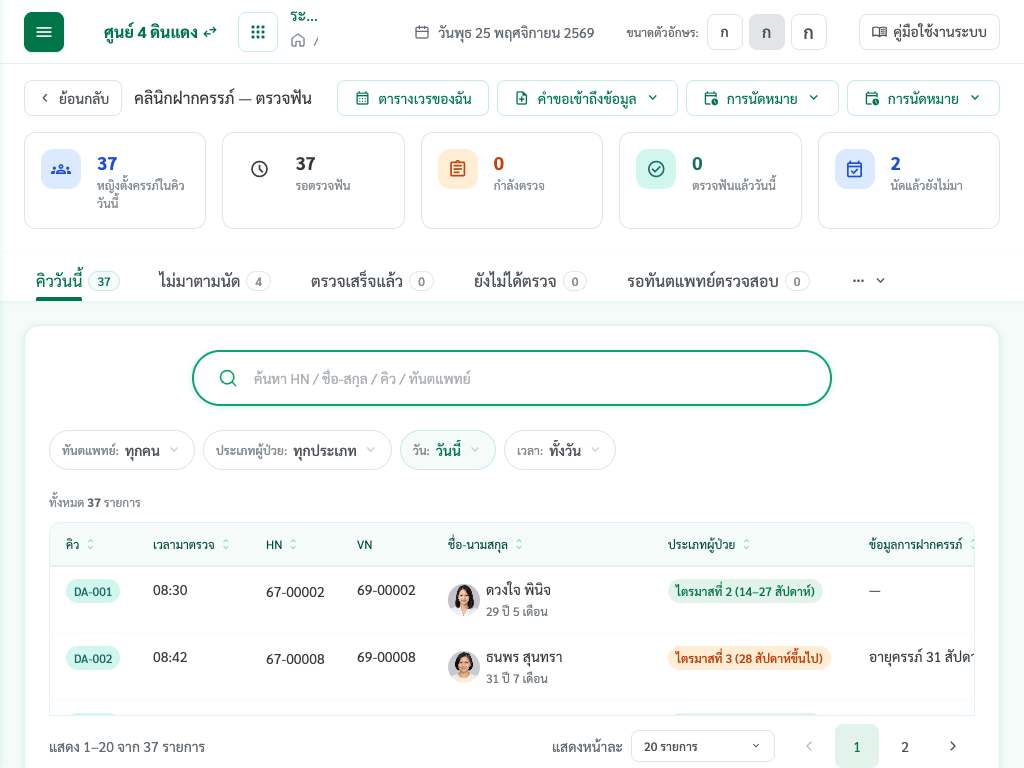 ศูนย์ 4 ดินแดง
ระ...
/
วันพุธ 25 พฤศจิกายน 2569
ขนาดตัวอักษร:
ก
ก
ก
คู่มือใช้งานระบบ
ย้อนกลับ
คลินิกฝากครรภ์ — ตรวจฟัน
ตารางเวรของฉัน
คำขอเข้าถึงข้อมูล
การนัดหมาย
การนัดหมาย
37
หญิงตั้งครรภ์ในคิว
วันนี้
37
รอตรวจฟัน
0
กำลังตรวจ
0
ตรวจฟันแล้ววันนี้
2
นัดแล้วยังไม่มา
คิววันนี้ 37
ไม่มาตามนัด 4
ตรวจเสร็จแล้ว 0
ยังไม่ได้ตรวจ 0
รอทันตแพทย์ตรวจสอบ 0
...
ค้นหา HN / ชื่อ-สกุล / คิว / ทันตแพทย์
ทันตแพทย์: ทุกคน
ประเภทผู้ป่วย: ทุกประเภท
วัน: วันนี้
เวลา: ทั้งวัน
ทั้งหมด 37 รายการ
คิว เวลามาตรวจ HN VN ชื่อ-นามสกุล ประเภทผู้ป่วย ข้อมูลการฝากครรภ์
DA-001 08:30 67-00002 69-00002 ดวงใจ พินิจ ไตรมาสที่ 2 (14–27 สัปดาห์) —
29 ปี 5 เดือน
DA-002 08:42 67-00008 69-00008 ธนพร สุนทรา ไตรมาสที่ 3 (28 สัปดาห์ขึ้นไป) อายุครรภ์ 31 สัปดา
31 ปี 7 เดือน
แสดง 1–20 จาก 37 รายการ
แสดงหน้าละ
20 รายการ
1
2